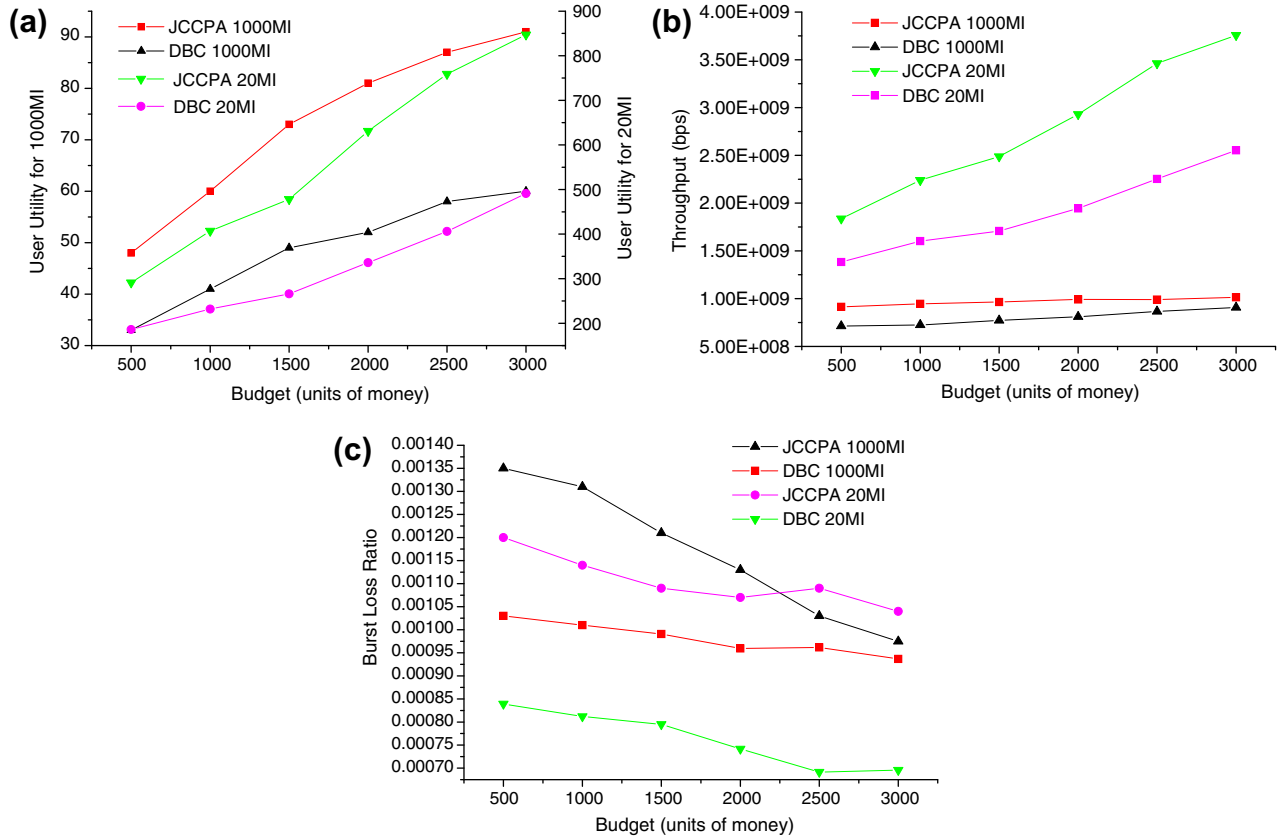 (a)
JCCPA 1000MI
DBC 1000MI
JCCPA 20MI
DBC 20MI
90
80
70
60
50
40
30
User Utility for 1000MI
900
800
700
600
500
400
300
200
User Utility for 20MI
500 1000 1500 2000 2500 3000
Budget (units of money)
(b)
JCCPA 1000MI
DBC 1000MI
JCCPA 20MI
DBC 20MI
4.00E+009
3.50E+009
3.00E+009
2.50E+009
2.00E+009
1.50E+009
1.00E+009
5.00E+008
Throughput (bps)
500 1000 1500 2000 2500 3000
Budget (units of money)
(c)
JCCPA 1000MI
DBC 1000MI
JCCPA 20MI
DBC 20MI
0.00140
0.00135
0.00130
0.00125
0.00120
0.00115
0.00110
0.00105
0.00100
0.00095
0.00090
0.00085
0.00080
0.00075
0.00070
Burst Loss Ratio
500 1000 1500 2000 2500 3000
Budget (units of money)